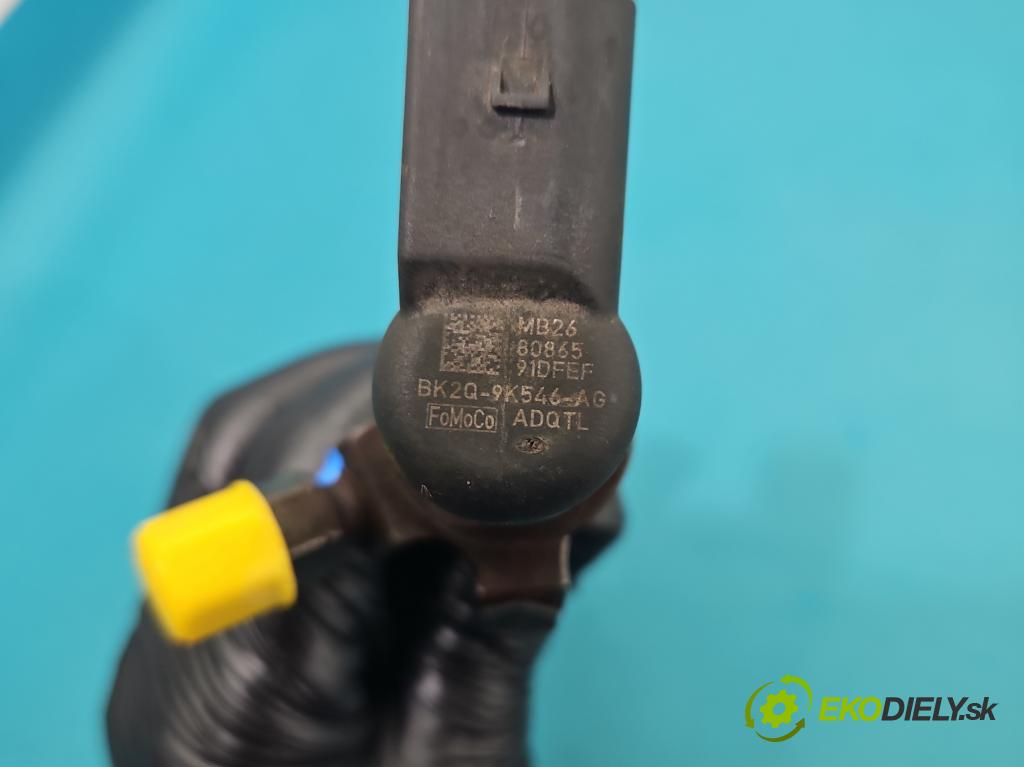 MB26
80865
91DFEF
BK2Q-9K546-AG
FoMoCo ADQTL
EKODIELY.sk